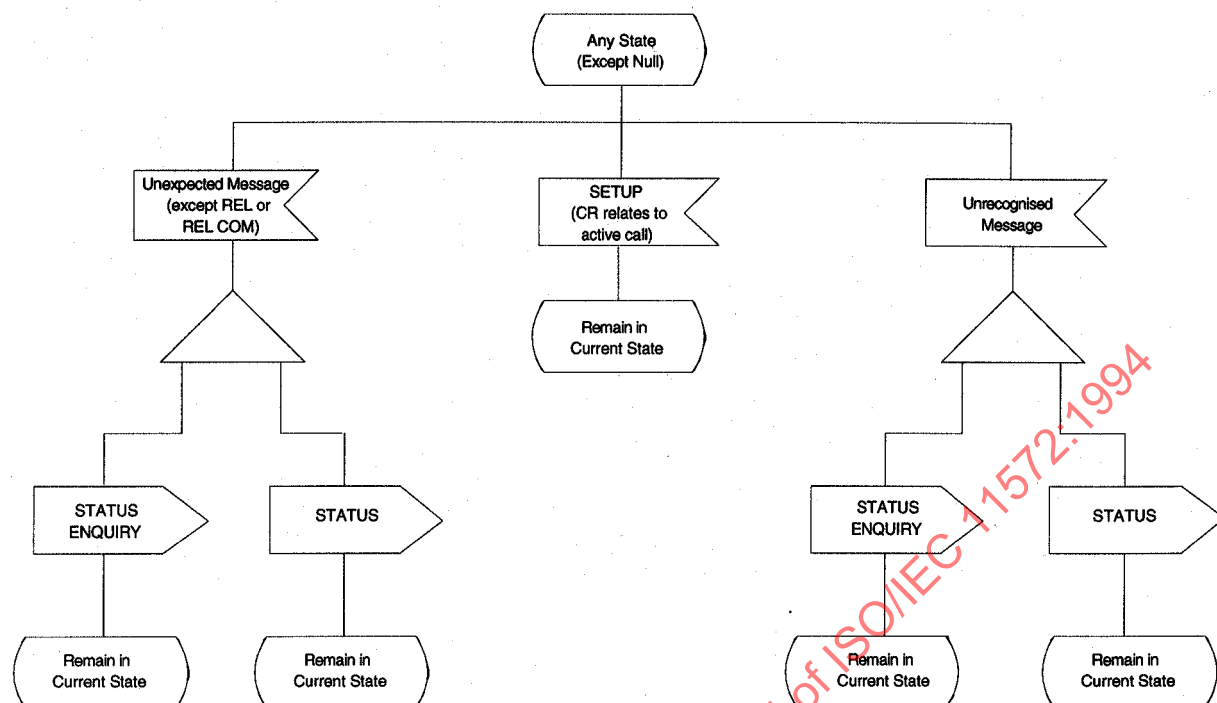 Any State
(Except Null)
Unexpected Message
(except REL or
REL COM)
SETUP
(CR relates to
active call)
Unrecognised
Message
Remain in
Current State
STATUS
ENQUIRY
STATUS
STATUS
ENQUIRY
STATUS
Remain in
Current State
Remain in
Current State
Remain in
Current State
Remain in
Current State
of ISO/IEC 11572:1994